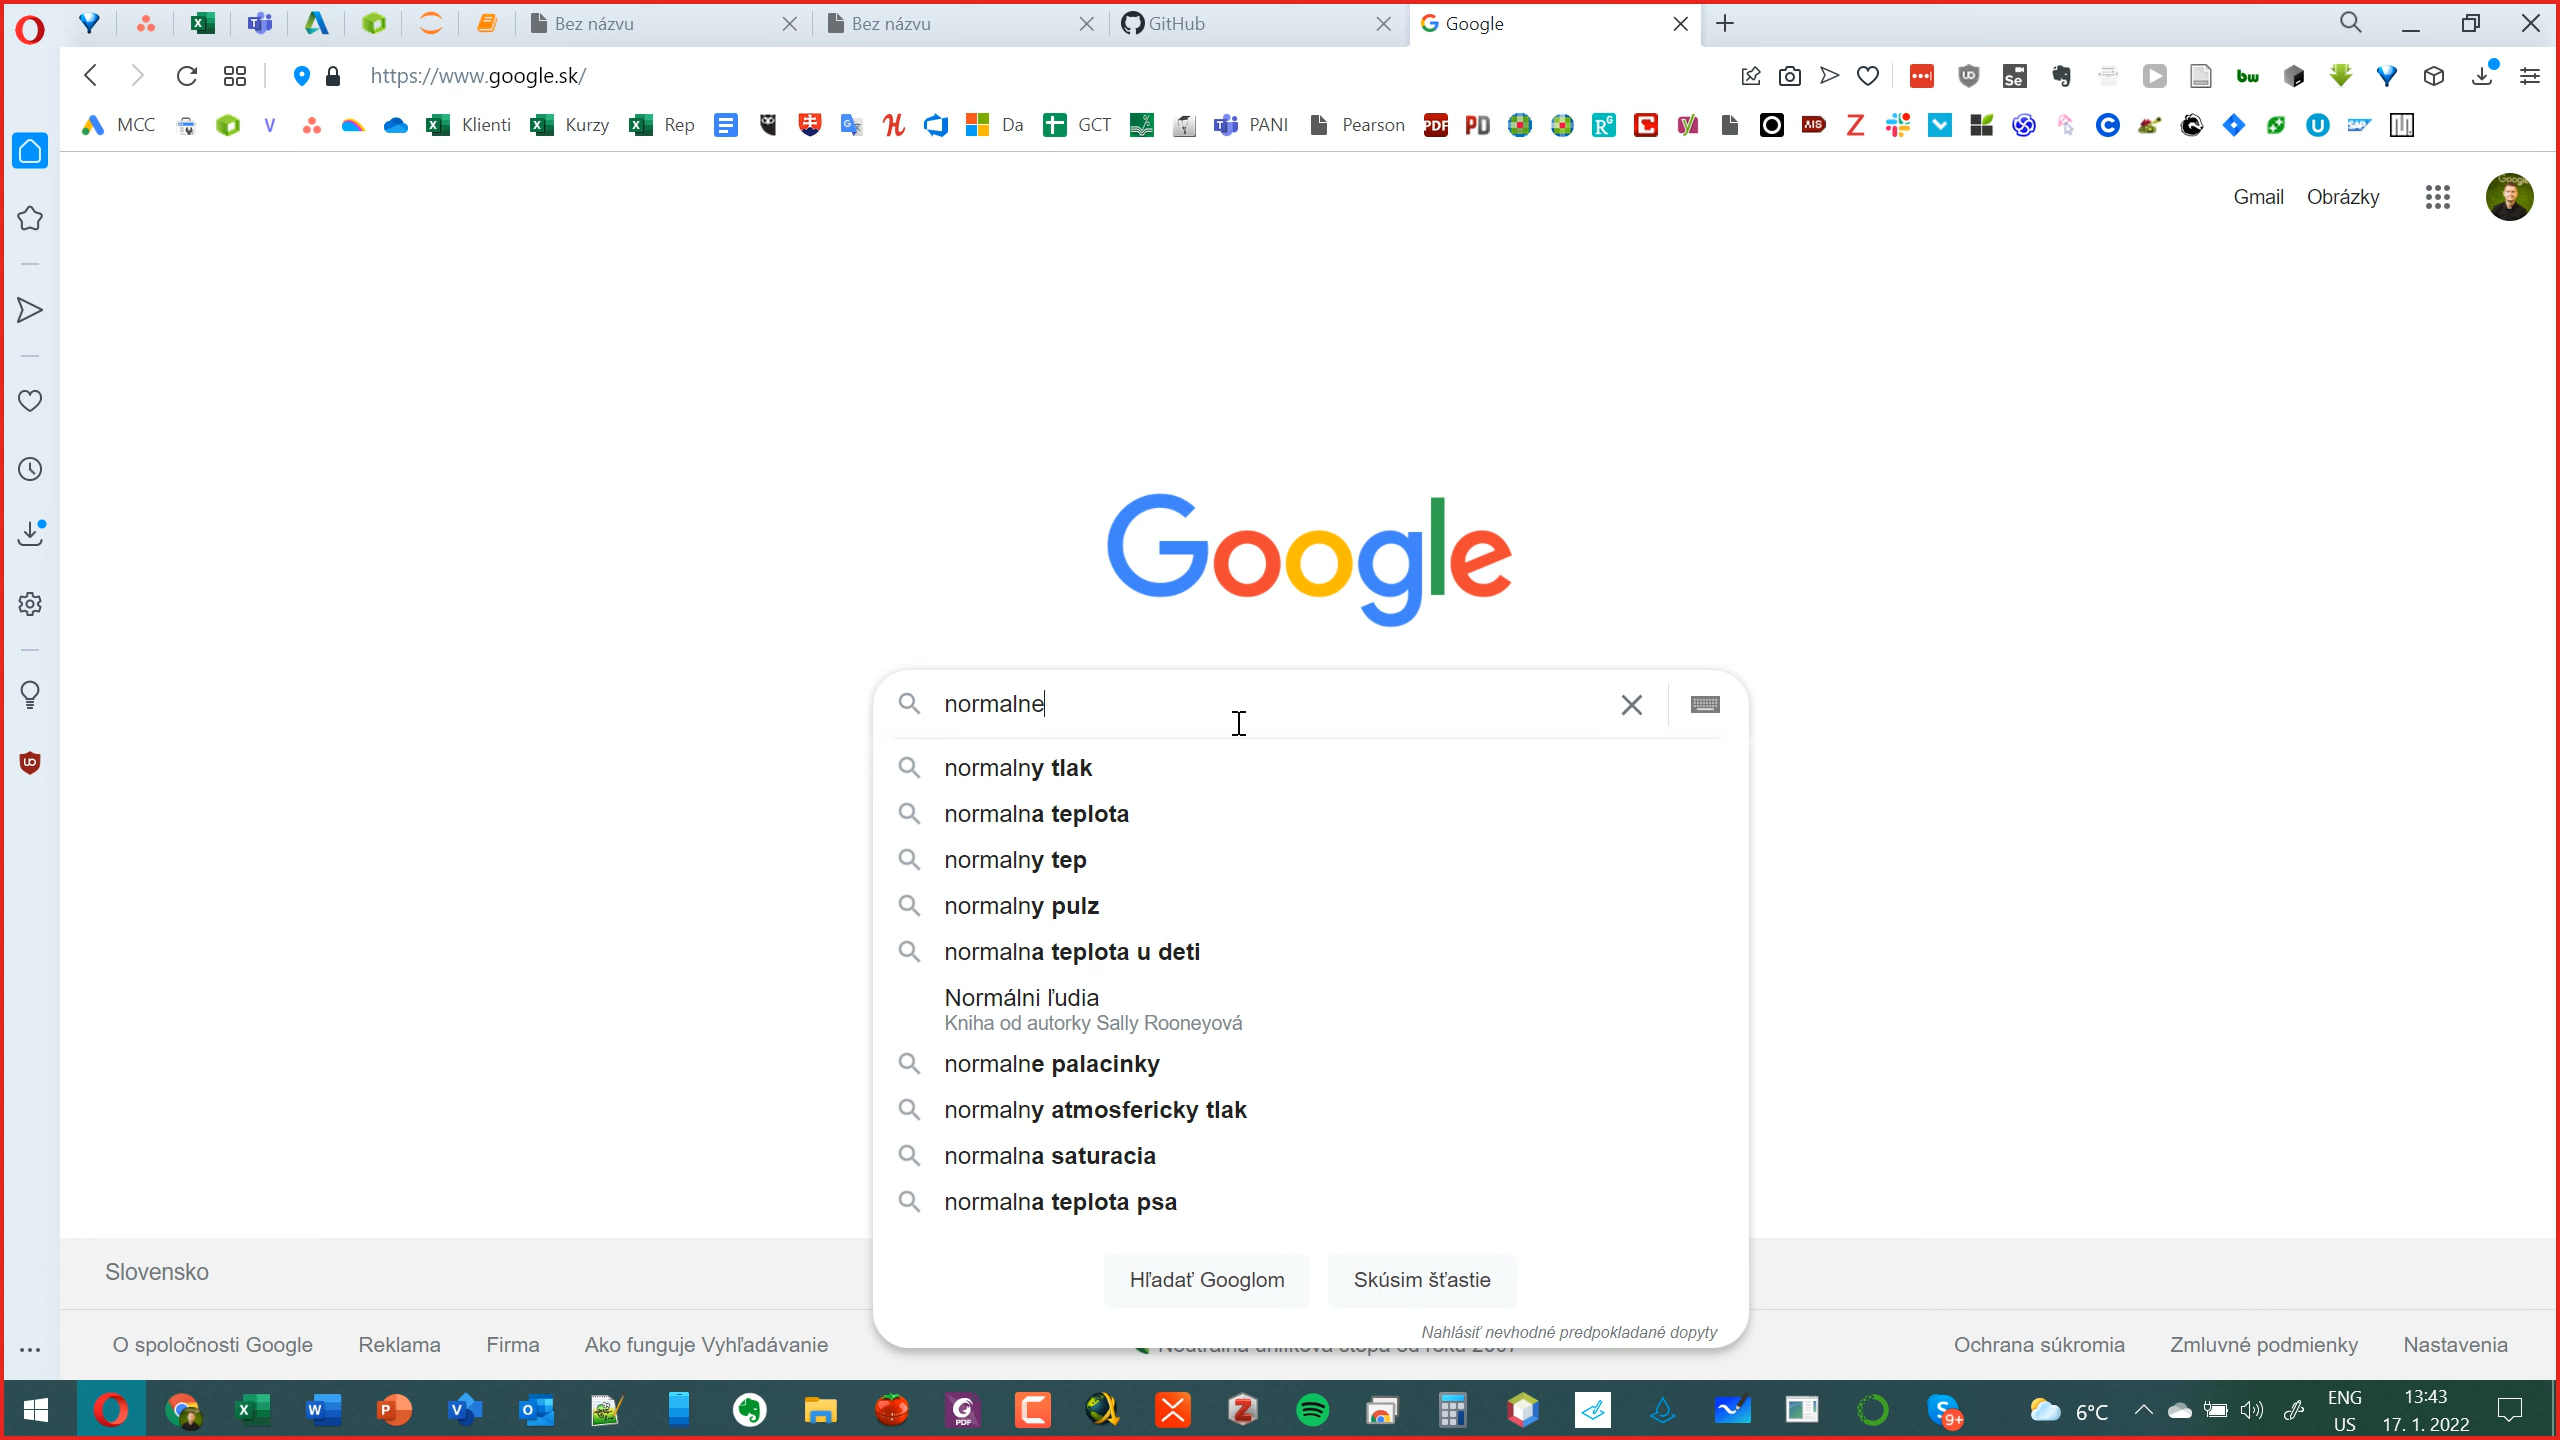 Bez názvu
Bez názvu
GitHub
Google
https://www.google.sk/
MCC
Klienti
Kurzy
Rep
Da
GCT
PANI
Pearson
Gmail
Obrázky
Google
normalne
normalny tlak
normalna teplota
normalny tep
normalny pulz
normalna teplota u deti
Normálni ľudia
Kniha od autorky Sally Rooneyová
normalne palacinky
normalny atmosfericky tlak
normalna saturacia
normalna teplota psa
Hľadať Googlom
Skúsim šťastie
Nahlásiť nevhodné predpokladané dopyty
Slovensko
O spoločnosti Google
Reklama
Firma
Ako funguje Vyhľadávanie
Ochrana súkromia
Zmluvné podmienky
Nastavenia
6°C
ENG
US
13:43
17. 1. 2022